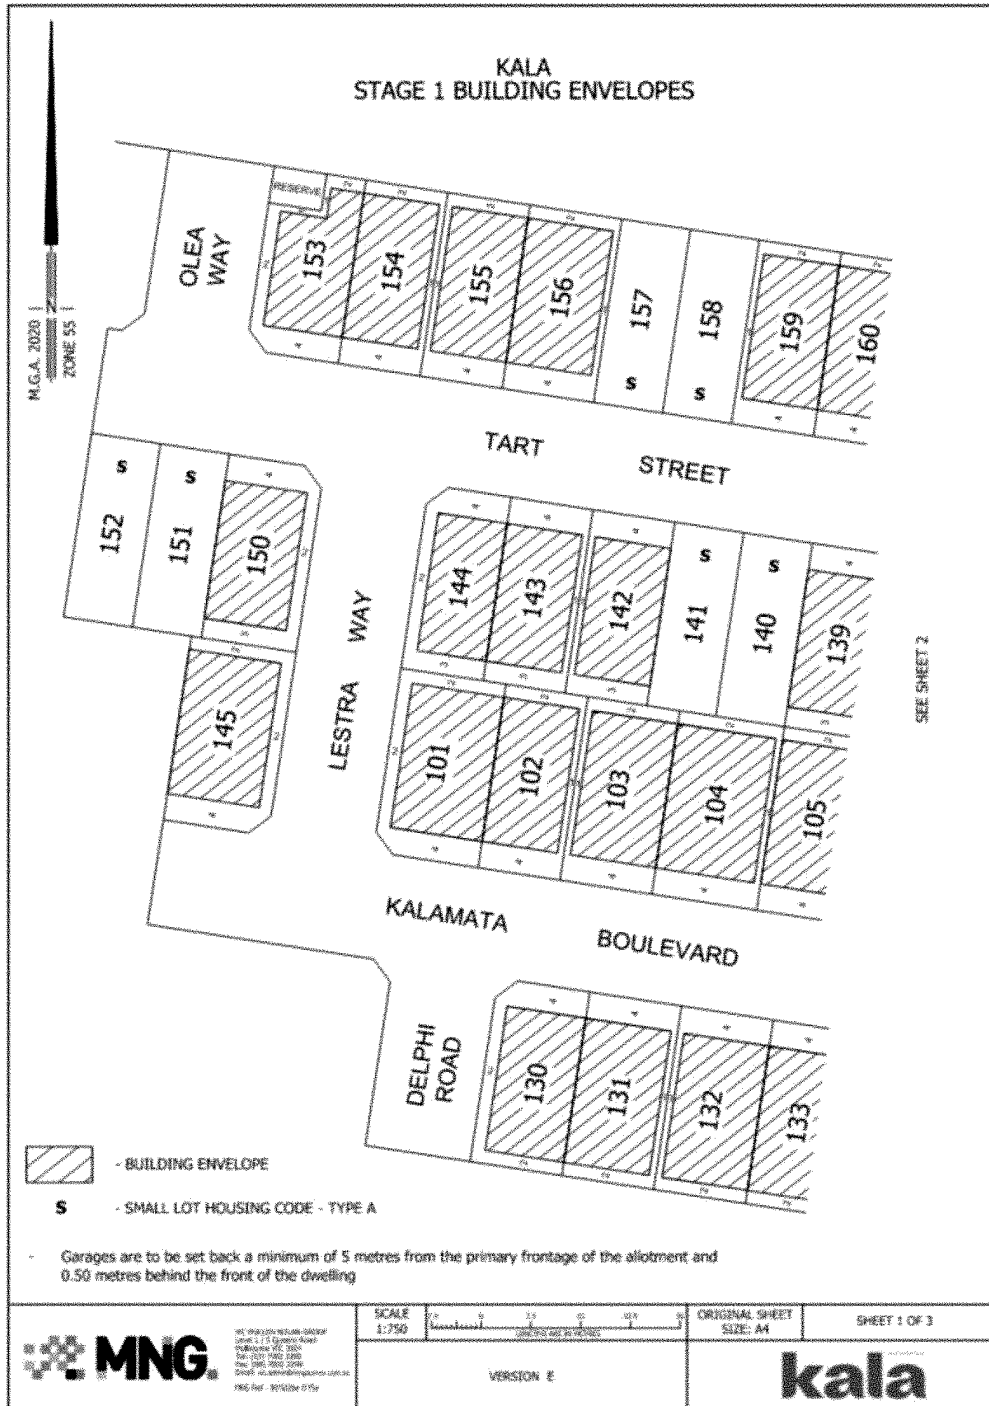 KALA
STAGE 1 BUILDING ENVELOPES
M.G.A. 2020
ZONE 55
N
OLEA
WAY
RESERVE
153
154
155
156
157
S
158
S
159
160
TART STREET
S
152
S
151
150
144
143
142
S
141
S
140
139
LESTRA WAY
SEE SHEET 2
145
101
102
103
104
105
KALAMATA BOULEVARD
DELPHI
ROAD
130
131
132
133
- BUILDING ENVELOPE
S - SMALL LOT HOUSING CODE - TYPE A
- Garages are to be set back a minimum of 5 metres from the primary frontage of the allotment and
0.50 metres behind the front of the dwelling
MNG.
SCALE
1:750
LENGTHS ARE IN METRES
ORIGINAL SHEET
SIZE: A4
SHEET 1 OF 3
VERSION E
kala